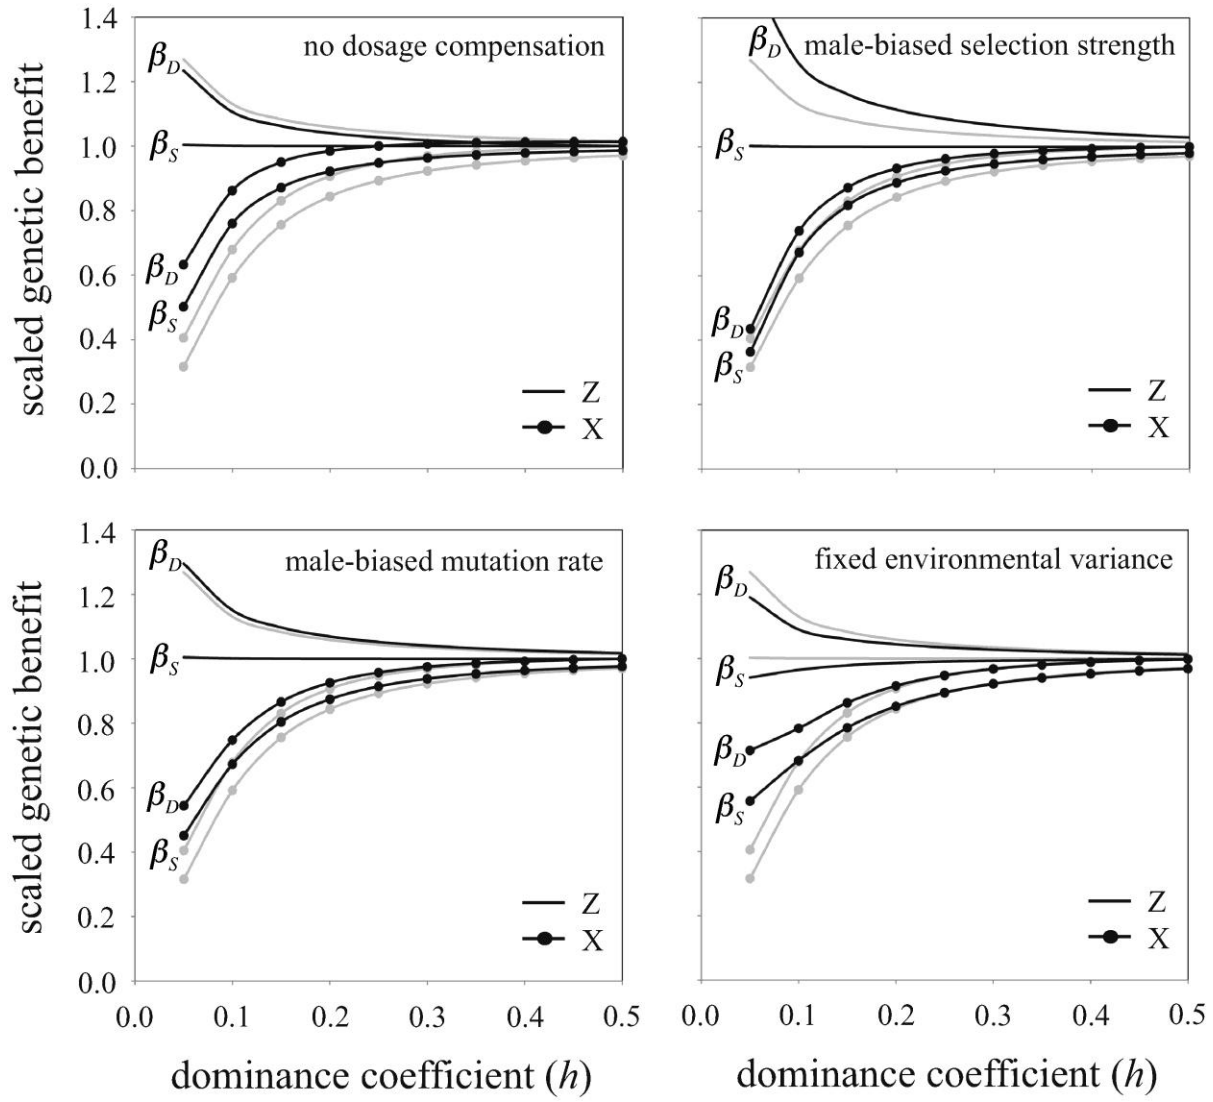 no dosage compensation
scaled genetic benefit
1.4
1.2
1.0
0.8
0.6
0.4
0.2
0.0
β_D
β_S
β_D
β_S
Z
X
male-biased selection strength
β_D
β_S
β_D
β_S
Z
X
male-biased mutation rate
scaled genetic benefit
1.4
1.2
1.0
0.8
0.6
0.4
0.2
0.0
β_D
β_S
β_D
β_S
Z
X
0.0 0.1 0.2 0.3 0.4 0.5
dominance coefficient (h)
fixed environmental variance
β_D
β_S
β_D
β_S
Z
X
0.0 0.1 0.2 0.3 0.4 0.5
dominance coefficient (h)